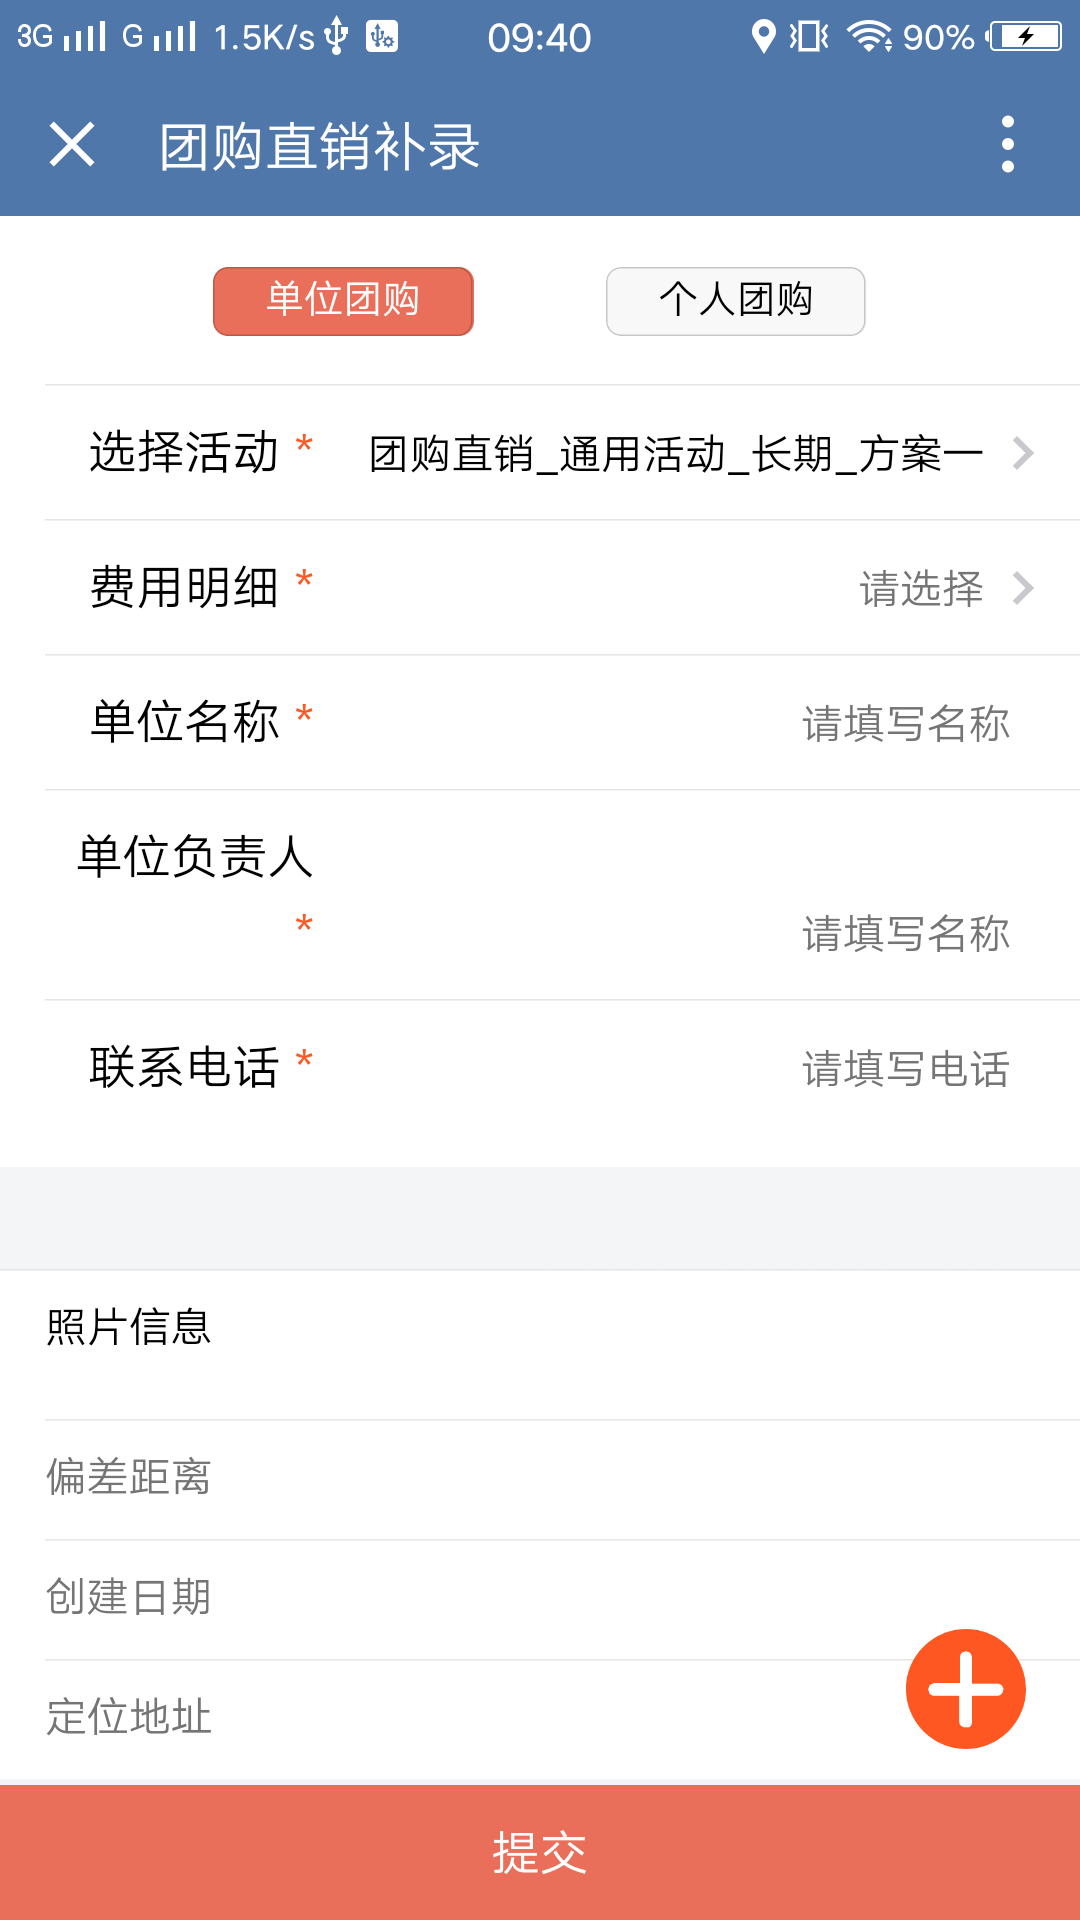 3G G 1.5K/s 09:40 90%
团购直销补录
单位团购 个人团购
选择活动 * 团购直销_通用活动_长期_方案一
费用明细 * 请选择
单位名称 * 请填写名称
单位负责人
* 请填写名称
联系电话 * 请填写电话
照片信息
偏差距离
创建日期
定位地址
提交